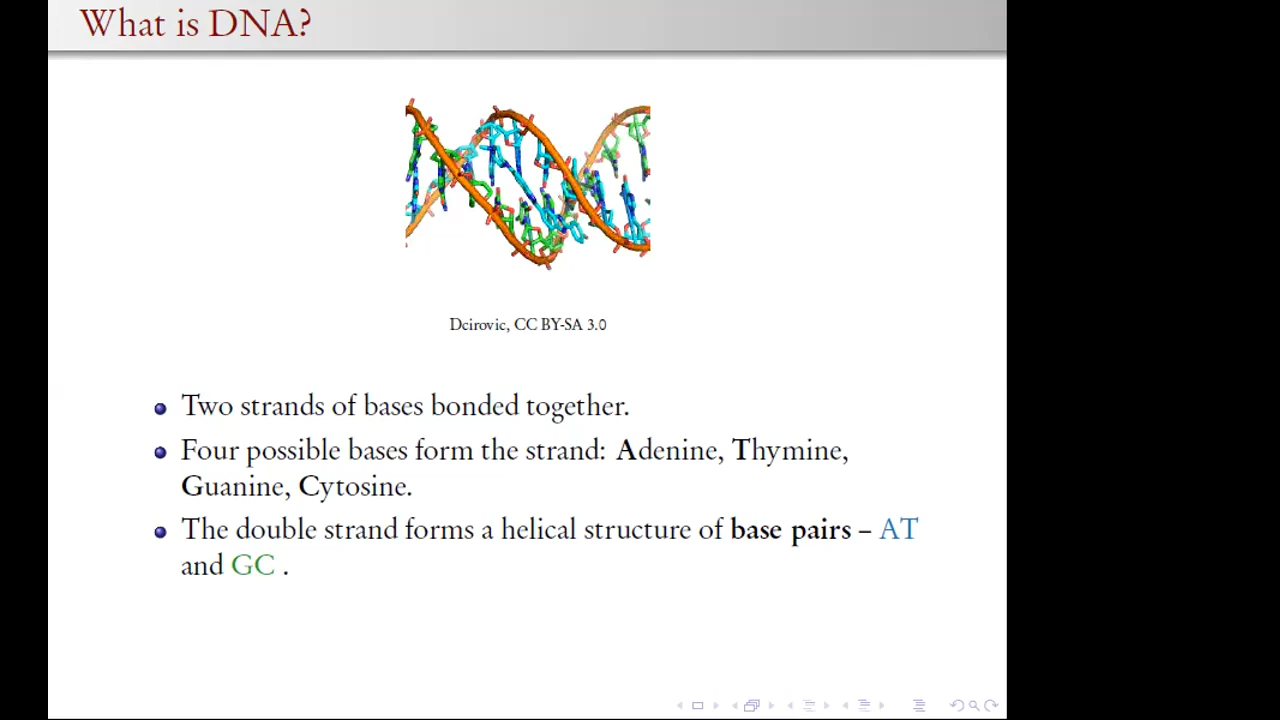 What is DNA?
Dcirovic, CC BY-SA 3.0
Two strands of bases bonded together.
Four possible bases form the strand: Adenine, Thymine,
Guanine, Cytosine.
The double strand forms a helical structure of base pairs – AT
and GC .